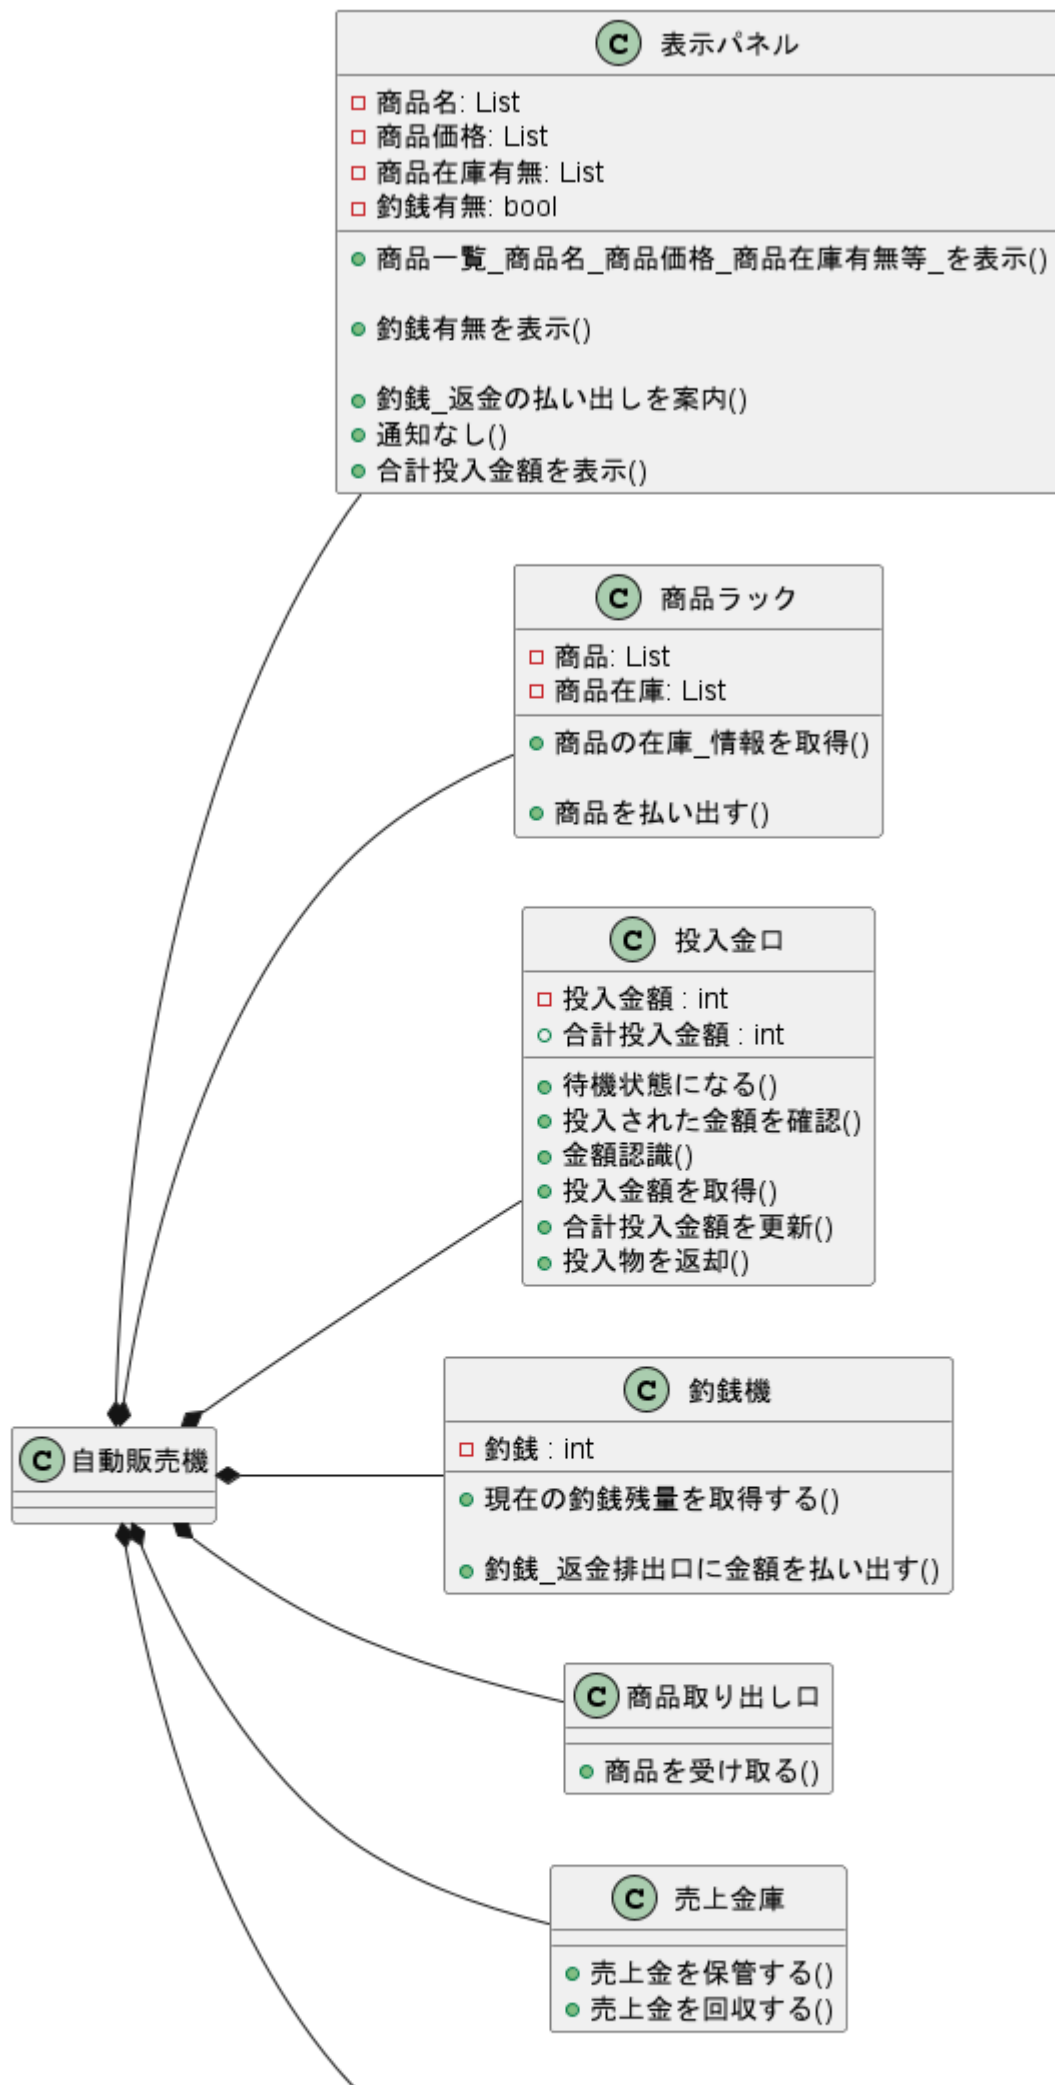 C 表示パネル
商品名: List
商品価格: List
商品在庫有無: List
釣銭有無: bool
商品一覧_商品名_商品価格_商品在庫有無等_を表示()
釣銭有無を表示()
釣銭_返金の払い出しを案内()
通知なし()
合計投入金額を表示()
C 商品ラック
商品: List
商品在庫: List
商品の在庫_情報を取得()
商品を払い出す()
C 投入金口
投入金額 : int
合計投入金額 : int
待機状態になる()
投入された金額を確認()
金額認識()
投入金額を取得()
合計投入金額を更新()
投入物を返却()
C 釣銭機
釣銭 : int
現在の釣銭残量を取得する()
釣銭_返金排出口に金額を払い出す()
C 自動販売機
C 商品取り出し口
商品を受け取る()
C 売上金庫
売上金を保管する()
売上金を回収する()